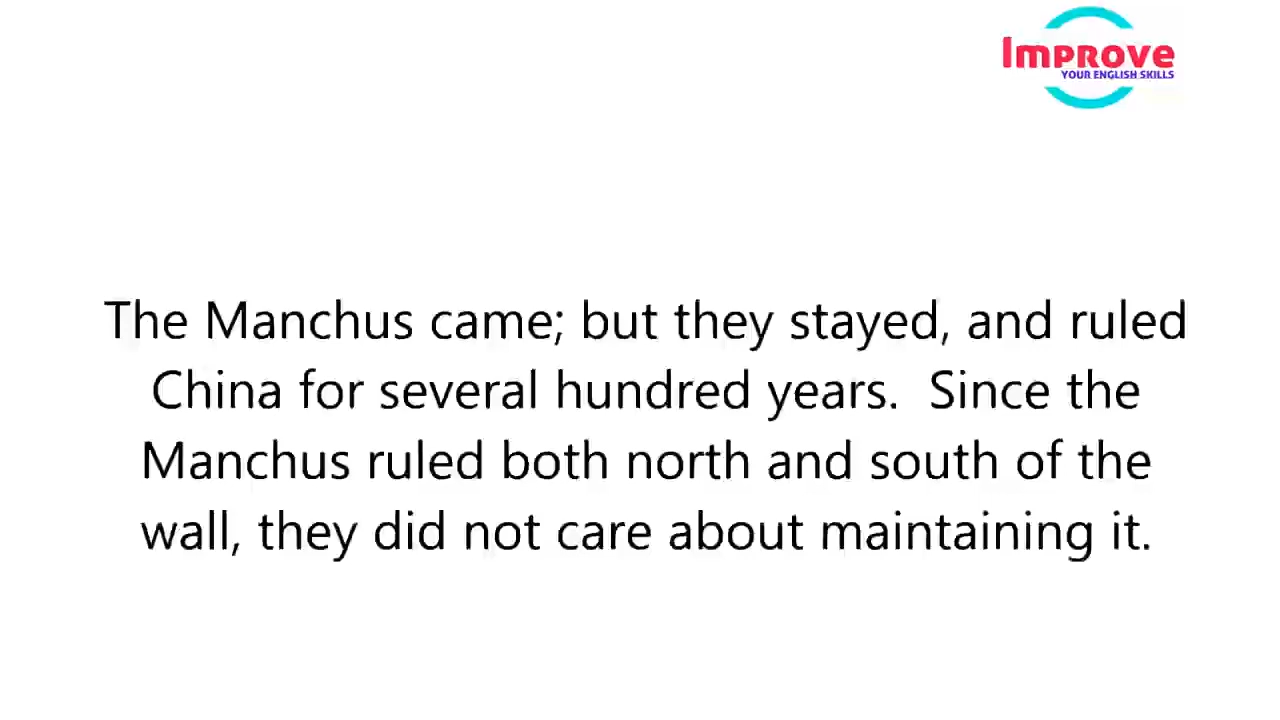 Improve
YOUR ENGLISH SKILLS
The Manchus came; but they stayed, and ruled
China for several hundred years.  Since the
Manchus ruled both north and south of the
wall, they did not care about maintaining it.